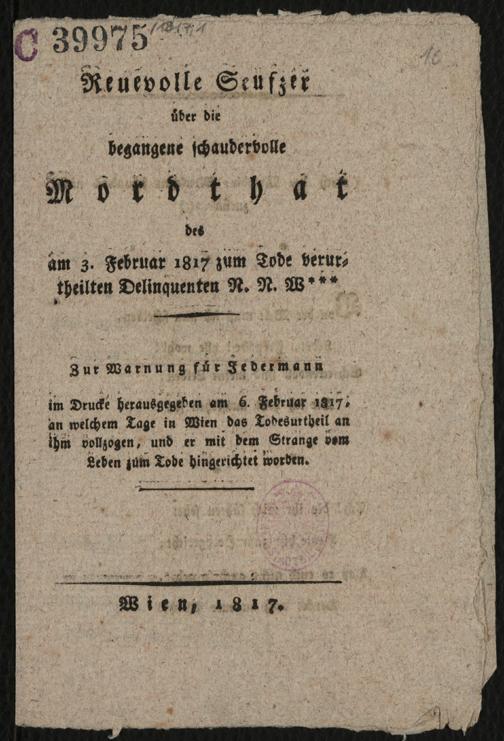 C 39975
16
Reuevolle Seufzer
über die
begangene schaudervolle
Mordthat
des
am 3. Februar 1817 zum Tode verur-
theilten Delinquenten N. N. W***
Zur Warnung für Jedermann
im Drucke herausgegeben am 6. Februar 1817,
an welchem Tage in Wien das Todesurtheil an
ihm vollzogen, und er mit dem Strange vom
Leben zum Tode hingerichtet worden.
Wien, 1817.